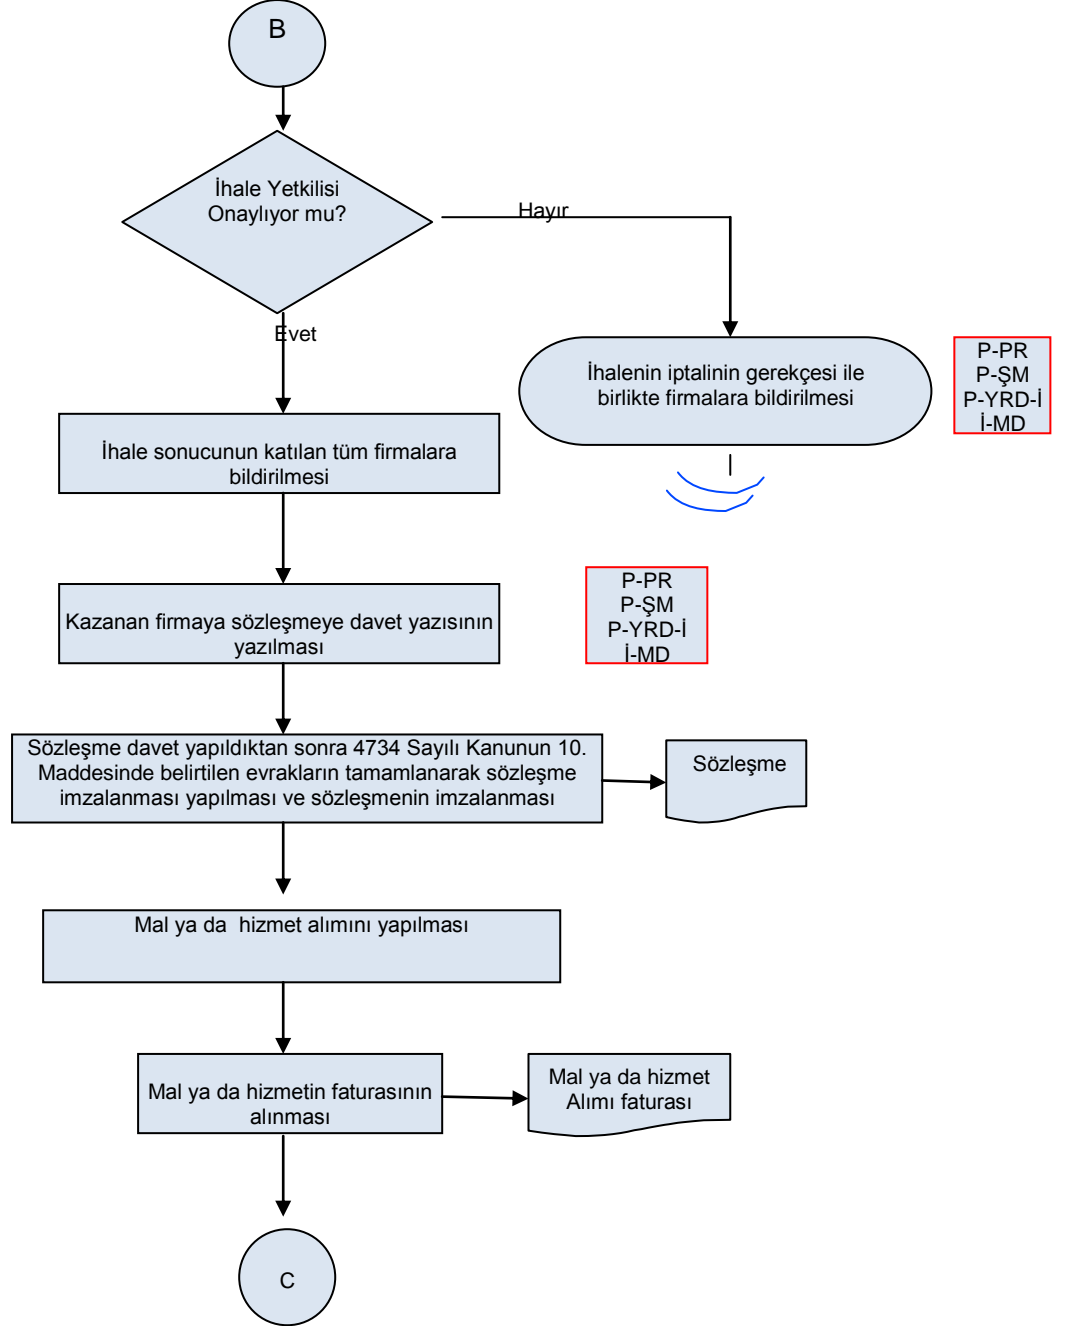 B
İhale Yetkilisi
Onaylıyor mu?
Hayır
Evet
İhalenin iptalinin gerekçesi ile
birlikte firmalara bildirilmesi
P-PR
P-ŞM
P-YRD-İ
İ-MD
İhale sonucunun katılan tüm firmalara
bildirilmesi
P-PR
P-ŞM
P-YRD-İ
İ-MD
Kazanan firmaya sözleşmeye davet yazısının
yazılması
Sözleşme davet yapıldıktan sonra 4734 Sayılı Kanunun 10.
Maddesinde belirtilen evrakların tamamlanarak sözleşme
imzalanması yapılması ve sözleşmenin imzalanması
Sözleşme
Mal ya da  hizmet alımını yapılması
Mal ya da hizmetin faturasının
alınması
Mal ya da hizmet
Alımı faturası
C